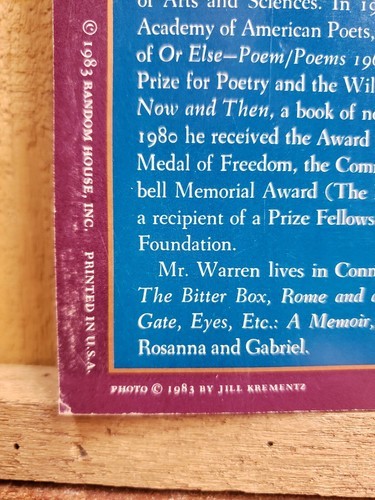 of Arts and Sciences. In 19
Academy of American Poets,
of Or Else—Poem/Poems 196
Prize for Poetry and the Wil
Now and Then, a book of ne
1980 he received the Award
Medal of Freedom, the Com
bell Memorial Award (The
a recipient of a Prize Fellows
Foundation.
Mr. Warren lives in Conn
The Bitter Box, Rome and a
Gate, Eyes, Etc.: A Memoir,
Rosanna and Gabriel.
© 1983 RANDOM HOUSE, INC. PRINTED IN U.S.A.
PHOTO © 1983 BY JILL KREMENTZ